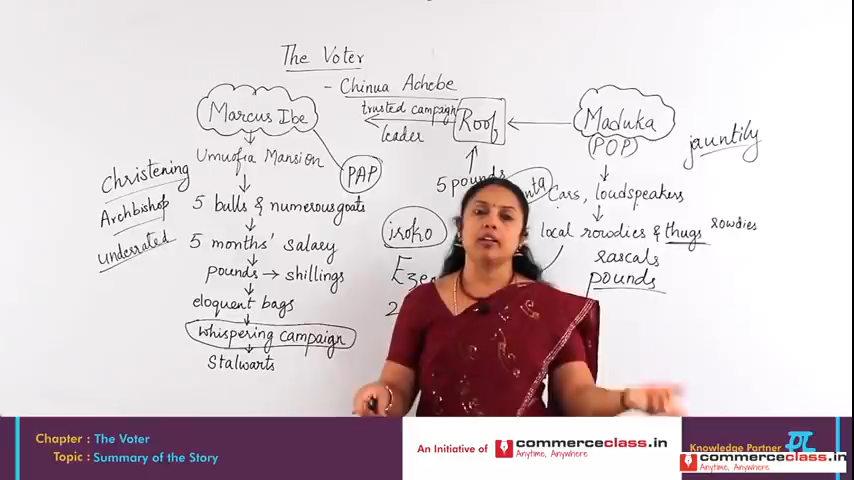 The Voter
- Chinua Achebe
Marcus Ibe
trusted campaign
leader
Roof
Maduka
(POP)
jauntily
Umuofia Mansion
PAP
Christening
Archbishop
underrated
5 bulls & numerous goats
5 months' salary
pounds → shillings
eloquent bags
whispering campaign
Stalwarts
5 pounds
iroko
Cars, loudspeakers
local rowdies & thugs rowdies
rascals
pounds
Chapter : The Voter
Topic : Summary of the Story
An Initiative of commerceclass.in
Anytime, Anywhere
Knowledge Partner
commerceclass.in
Anytime, Anywhere